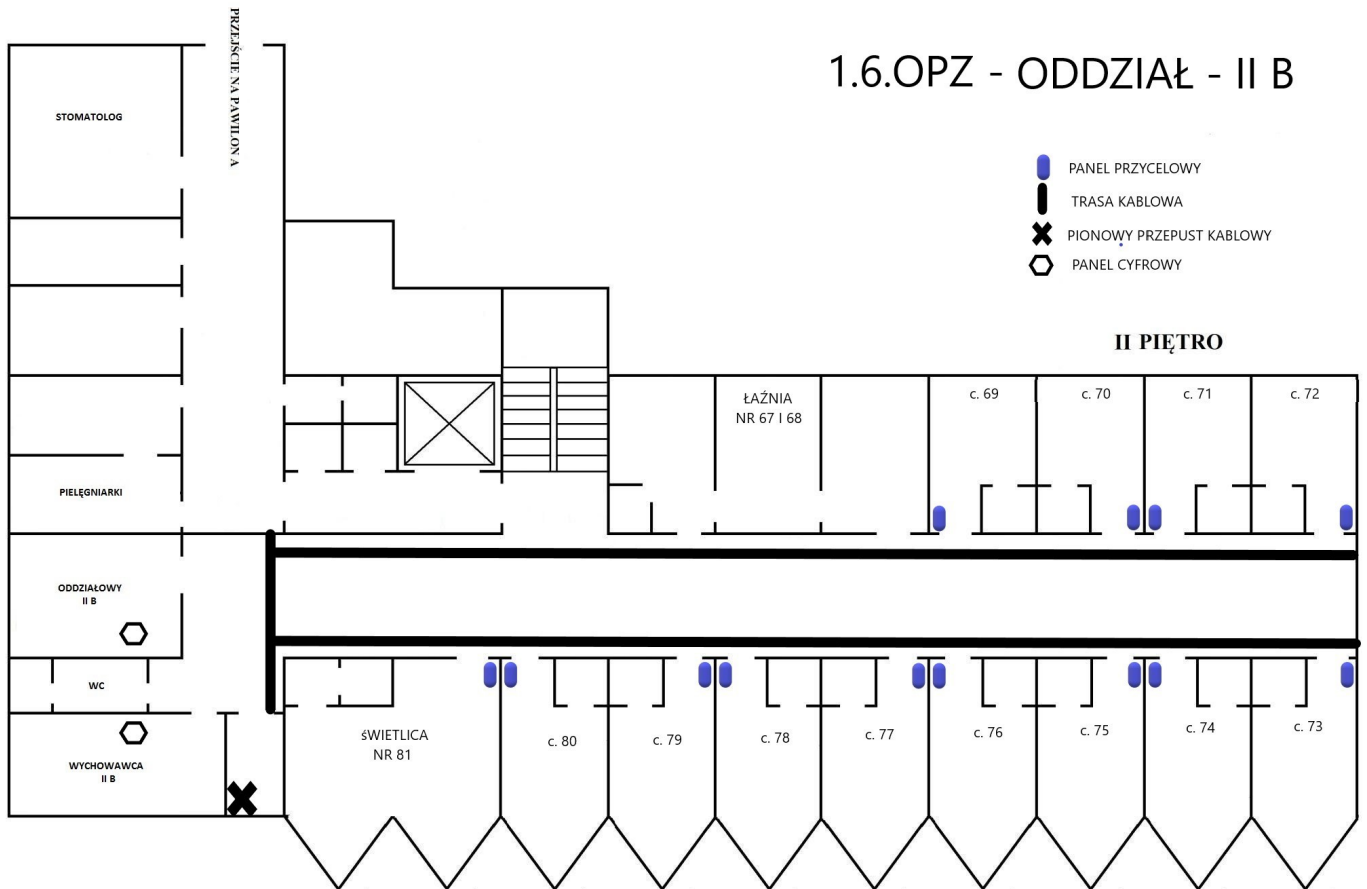 PRZEJŚCIE NA PAWILON A
1.6.OPZ - ODDZIAŁ - II B
STOMATOLOG
PANEL PRZYCELOWY
TRASA KABLOWA
PIONOWY PRZEPUST KABLOWY
PANEL CYFROWY
II PIĘTRO
ŁAŹNIA
NR 67 I 68
c. 69
c. 70
c. 71
c. 72
PIELĘGNIARKI
ODDZIAŁOWY
II B
WC
WYCHOWAWCA
II B
śWIETLICA
NR 81
c. 80
c. 79
c. 78
c. 77
c. 76
c. 75
c. 74
c. 73